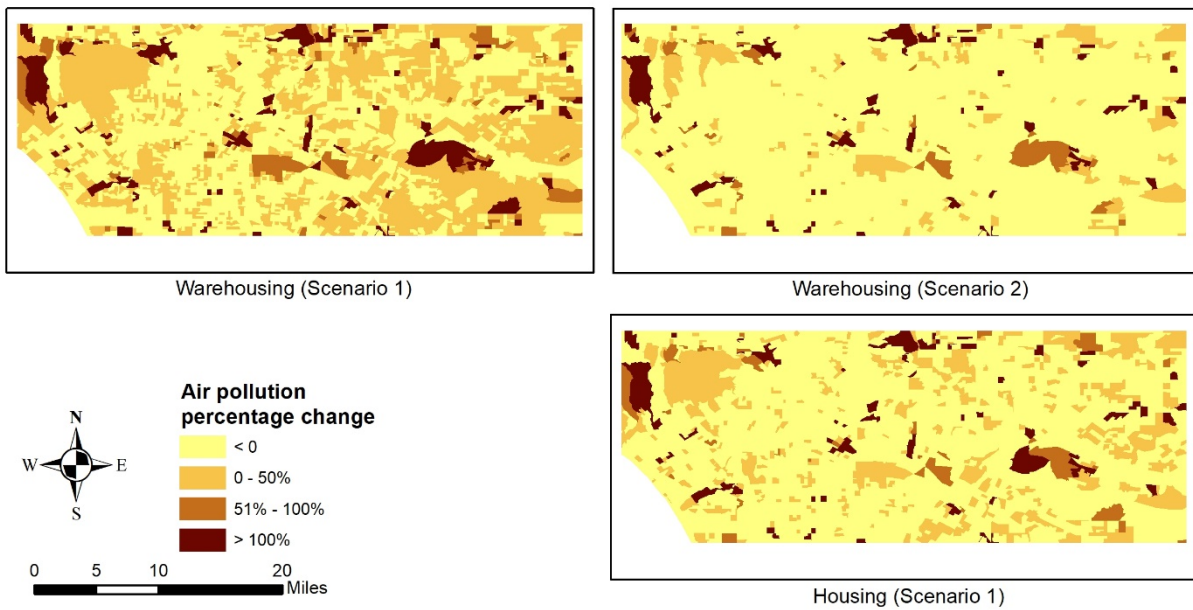 Warehousing (Scenario 1)
Warehousing (Scenario 2)
Air pollution
percentage change
< 0
0 - 50%
51% - 100%
> 100%
N
W E
S
0 5 10 20
Miles
Housing (Scenario 1)